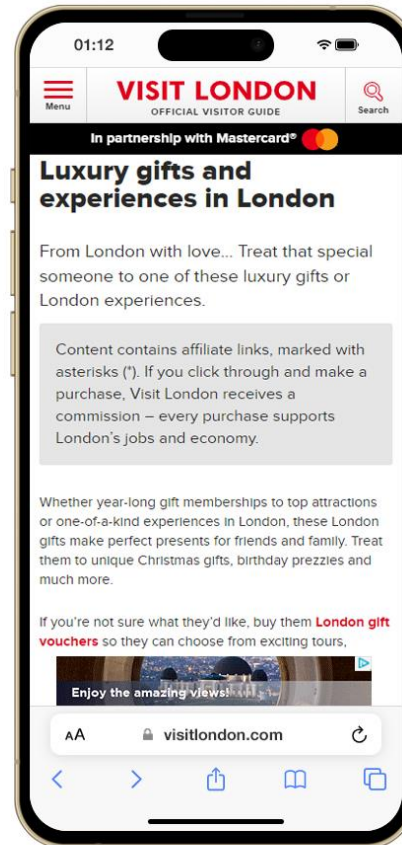 01:12
Menu
VISIT LONDON
OFFICIAL VISITOR GUIDE
Search
In partnership with Mastercard®
Luxury gifts and
experiences in London
From London with love... Treat that special
someone to one of these luxury gifts or
London experiences.
Content contains affiliate links, marked with
asterisks (*). If you click through and make a
purchase, Visit London receives a
commission – every purchase supports
London's jobs and economy.
Whether year-long gift memberships to top attractions
or one-of-a-kind experiences in London, these London
gifts make perfect presents for friends and family. Treat
them to unique Christmas gifts, birthday prezzies and
much more.
If you're not sure what they'd like, buy them London gift
vouchers so they can choose from exciting tours,
Enjoy the amazing views!
AA
visitlondon.com